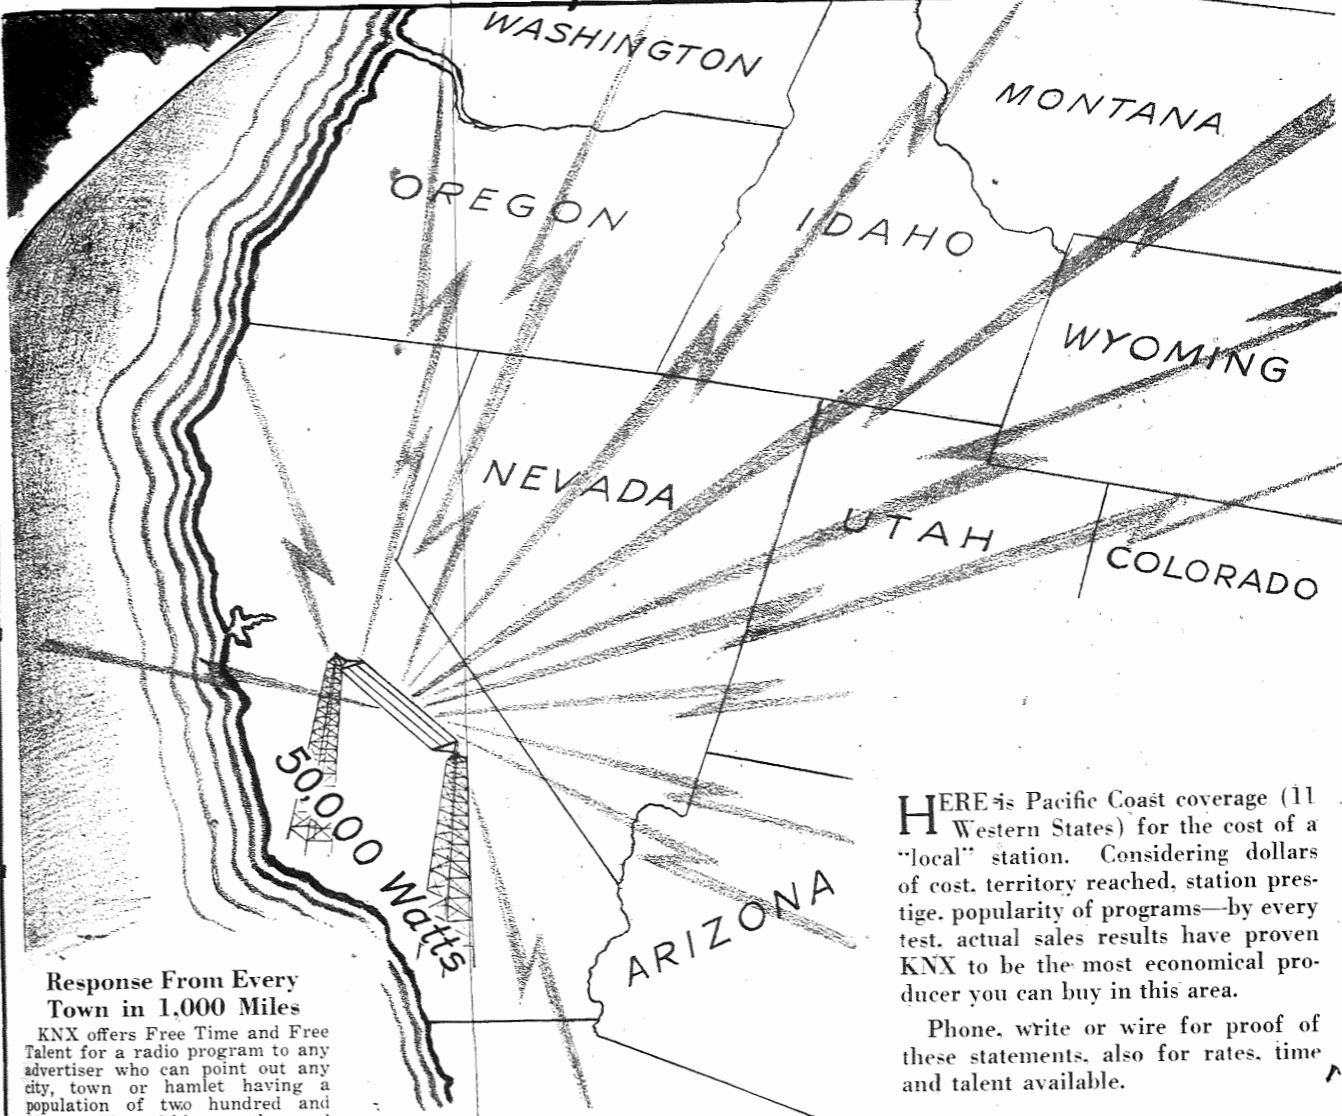 WASHINGTON
MONTANA
OREGON
IDAHO
WYOMING
NEVADA
UTAH
COLORADO
50,000 Watts
ARIZONA
HERE is Pacific Coast coverage (11
Western States) for the cost of a
"local" station. Considering dollars
of cost, territory reached, station pres-
tige, popularity of programs—by every
test, actual sales results have proven
KNX to be the most economical pro-
ducer you can buy in this area.
Phone, write or wire for proof of
these statements, also for rates, time
and talent available.
Response From Every
Town in 1,000 Miles
KNX offers Free Time and Free
Talent for a radio program to any
advertiser who can point out any
city, town or hamlet having a
population of two hundred and